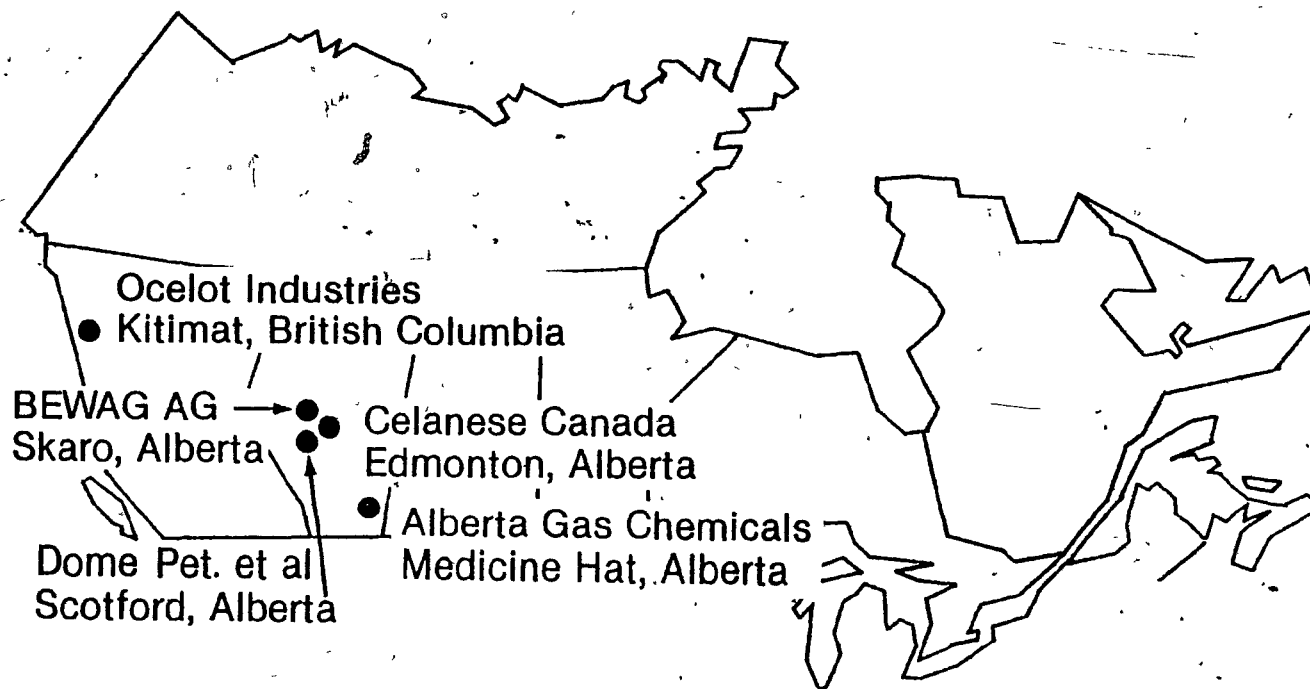 Ocelot Industries
Kitimat, British Columbia
BEWAG AG
Skaro, Alberta
Celanese Canada
Edmonton, Alberta
Alberta Gas Chemicals
Medicine Hat, Alberta
Dome Pet. et al
Scotford, Alberta